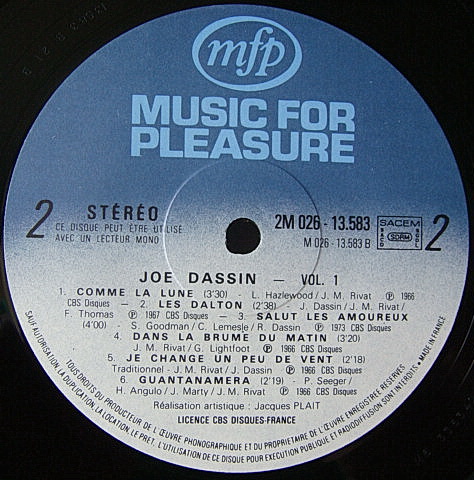 mfp
MUSIC FOR
PLEASURE
2 STÉRÉO
CE DISQUE PEUT ÊTRE UTILISÉ
AVEC UN LECTEUR MONO
2M 026 - 13.583
M 026 - 13.583 B
SACEM
SDRM
2
JOE DASSIN — VOL. 1
1. COMME LA LUNE (3'30) - L. Hazlewood / J. M. Rivat ℗ 1966
CBS Disques — 2. LES DALTON (2'38) - J. Dassin / J. M. Rivat /
F. Thomas ℗ 1967 CBS Disques — 3. SALUT LES AMOUREUX
(4'00) - S. Goodman / C. Lemesle / R. Dassin ℗ 1973 CBS Disques
4. DANS LA BRUME DU MATIN (3'20)
J. M. Rivat / G. Lightfoot ℗ 1966 CBS Disques
5. JE CHANGE UN PEU DE VENT (2'18)
Traditionnel - J. M. Rivat / J. Dassin ℗ 1966 CBS Disques
6. GUANTANAMERA (2'19) - P. Seeger /
H. Angulo / J. Marty / J. M. Rivat ℗ 1966 CBS Disques
Réalisation artistique : Jacques PLAIT
LICENCE CBS DISQUES-FRANCE
TOUS DROITS DU PRODUCTEUR DE L'ŒUVRE PHONOGRAPHIQUE ET DU PROPRIETAIRE DE L'ŒUVRE ENREGISTREE RESERVES
SAUF AUTORISATION, LA DUPLICATION, LA LOCATION, LE PRET, L'UTILISATION DE CE DISQUE POUR EXECUTION PUBLIQUE ET RADIODIFFUSION SONT INTERDITS • MADE IN FRANCE